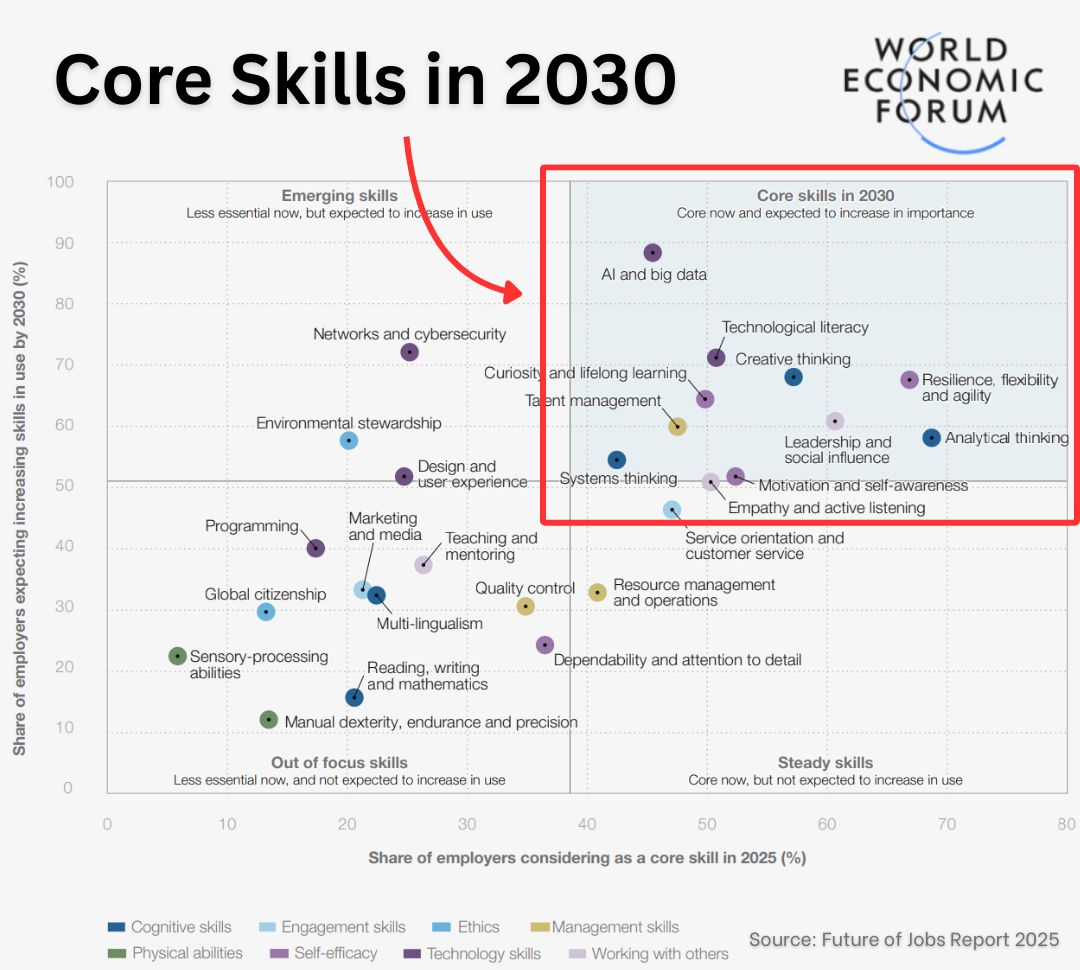 Core Skills in 2030
WORLD
ECONOMIC
FORUM
Share of employers expecting increasing skills in use by 2030 (%)
100
90
80
70
60
50
40
30
20
10
0
Emerging skills
Less essential now, but expected to increase in use
Core skills in 2030
Core now and expected to increase in importance
AI and big data
Networks and cybersecurity
Technological literacy
Creative thinking
Curiosity and lifelong learning
Resilience, flexibility
and agility
Talent management
Environmental stewardship
Leadership and
social influence
Analytical thinking
Design and
user experience
Systems thinking
Motivation and self-awareness
Empathy and active listening
Programming
Marketing
and media
Teaching and
mentoring
Service orientation and
customer service
Global citizenship
Quality control
Resource management
and operations
Multi-lingualism
Sensory-processing
abilities
Reading, writing
and mathematics
Dependability and attention to detail
Manual dexterity, endurance and precision
Out of focus skills
Less essential now, and not expected to increase in use
Steady skills
Core now, but not expected to increase in use
0 10 20 30 40 50 60 70 80
Share of employers considering as a core skill in 2025 (%)
Cognitive skills Engagement skills Ethics Management skills
Physical abilities Self-efficacy Technology skills Working with others
Source: Future of Jobs Report 2025